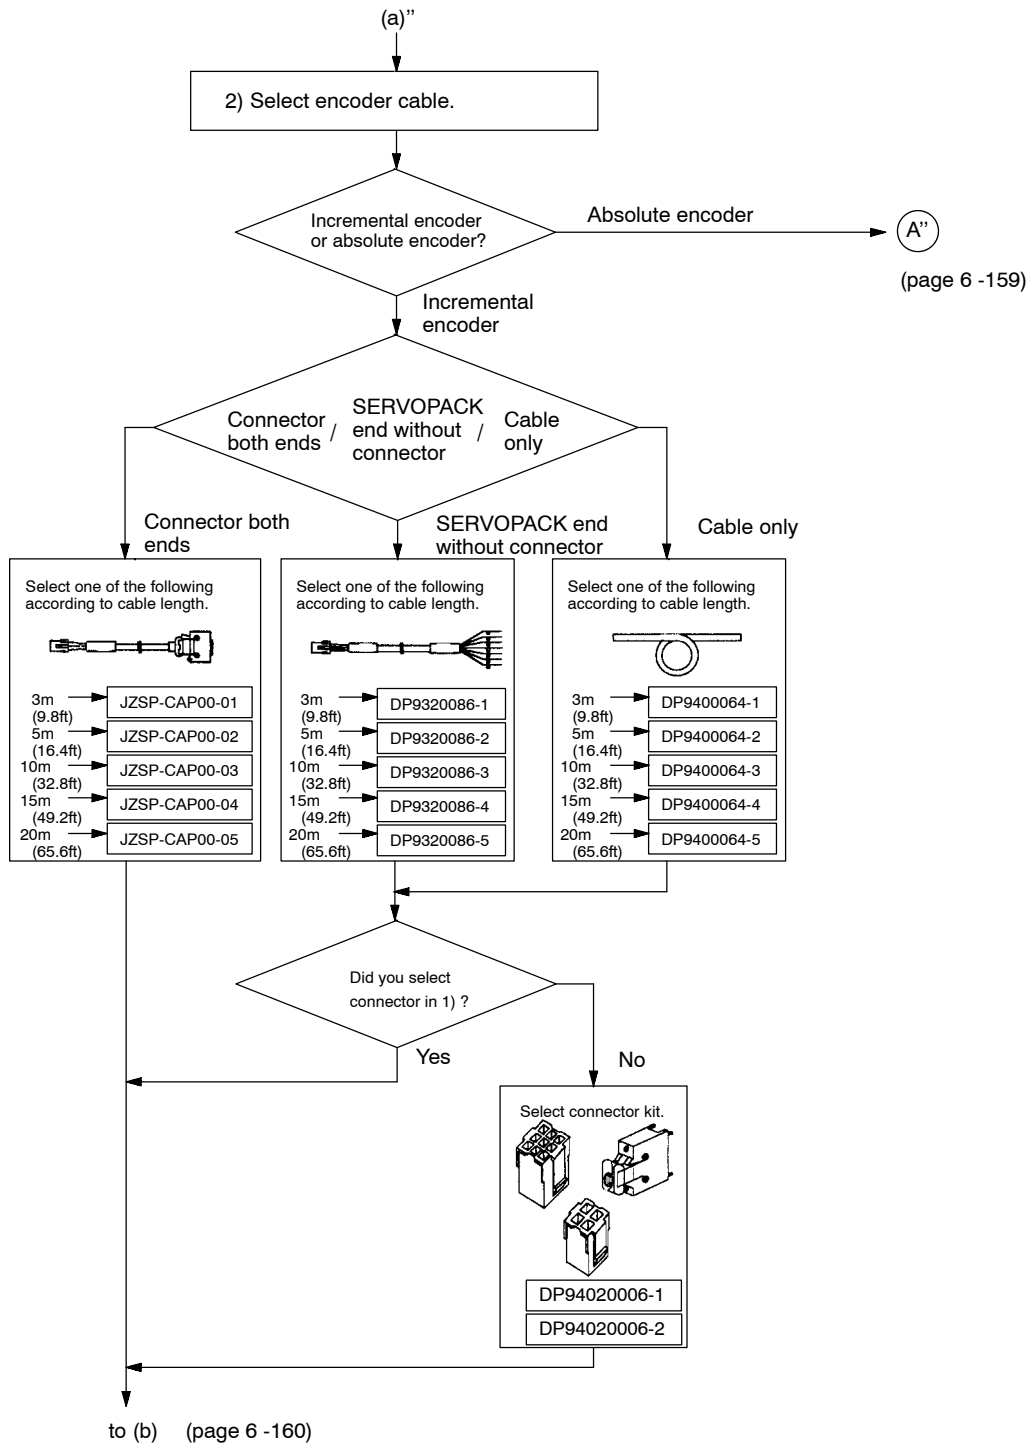 (a)’’
2) Select encoder cable.
Incremental encoder
or absolute encoder?
Absolute encoder
A’’
(page 6 -159)
Incremental
encoder
Connector
both ends
/
SERVOPACK
end without
connector
/
Cable
only
Connector both
ends
SERVOPACK end
without connector
Cable only
Select one of the following
according to cable length.
3m
(9.8ft)
JZSP-CAP00-01
5m
(16.4ft)
JZSP-CAP00-02
10m
(32.8ft)
JZSP-CAP00-03
15m
(49.2ft)
JZSP-CAP00-04
20m
(65.6ft)
JZSP-CAP00-05
Select one of the following
according to cable length.
3m
(9.8ft)
DP9320086-1
5m
(16.4ft)
DP9320086-2
10m
(32.8ft)
DP9320086-3
15m
(49.2ft)
DP9320086-4
20m
(65.6ft)
DP9320086-5
Select one of the following
according to cable length.
3m
(9.8ft)
DP9400064-1
5m
(16.4ft)
DP9400064-2
10m
(32.8ft)
DP9400064-3
15m
(49.2ft)
DP9400064-4
20m
(65.6ft)
DP9400064-5
Did you select
connector in 1) ?
Yes
No
Select connector kit.
DP94020006-1
DP94020006-2
to (b) (page 6 -160)